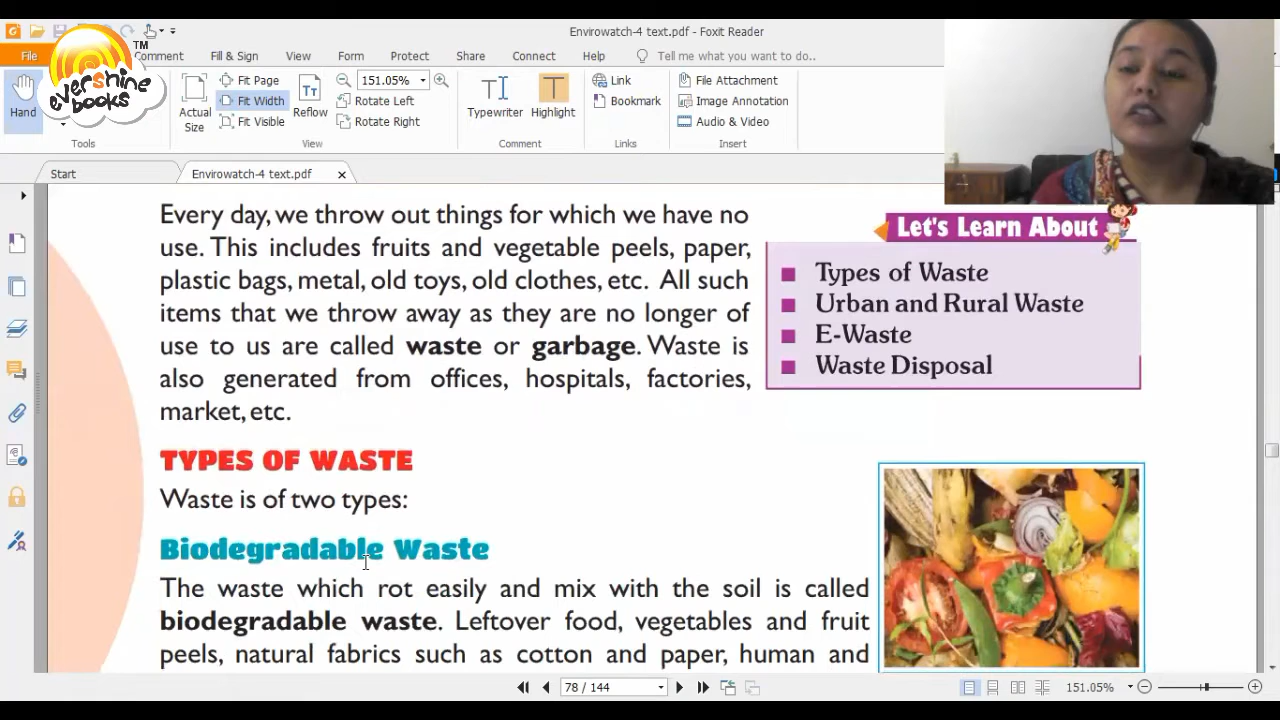 Envirowatch-4 text.pdf - Foxit Reader
TM
evershine
books
File
Comment
Fill & Sign
View
Form
Protect
Share
Connect
Help
Tell me what you want to do..
Hand
Tools
Actual
Size
Fit Page
Fit Width
Fit Visible
Reflow
151.05%
Rotate Left
Rotate Right
View
Typewriter
Highlight
Comment
Link
Bookmark
Links
File Attachment
Image Annotation
Audio & Video
Insert
Start
Envirowatch-4 text.pdf
Every day, we throw out things for which we have no
use. This includes fruits and vegetable peels, paper,
plastic bags, metal, old toys, old clothes, etc. All such
items that we throw away as they are no longer of
use to us are called waste or garbage. Waste is
also generated from offices, hospitals, factories,
market, etc.
Let's Learn About
Types of Waste
Urban and Rural Waste
E-Waste
Waste Disposal
TYPES OF WASTE
Waste is of two types:
Biodegradable Waste
The waste which rot easily and mix with the soil is called
biodegradable waste. Leftover food, vegetables and fruit
peels, natural fabrics such as cotton and paper, human and
78 / 144
151.05%